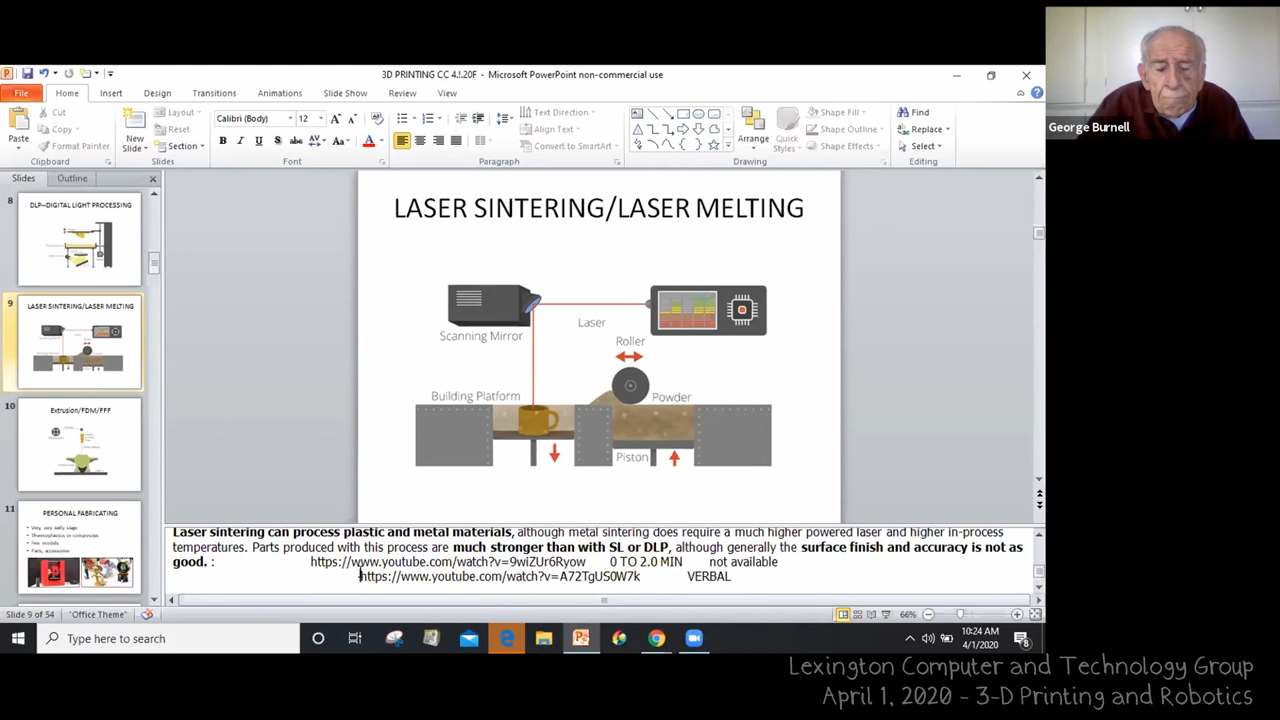 3D PRINTING CC 4.!.20F - Microsoft PowerPoint non-commercial use
File Home Insert Design Transitions Animations Slide Show Review View
Paste
Cut
Copy
Format Painter
Clipboard
New Slide
Layout
Reset
Section
Slides
Calibri (Body) 12
Font
Paragraph
Text Direction
Align Text
Convert to SmartArt
Arrange
Quick Styles
Shape Fill
Shape Outline
Shape Effects
Drawing
Find
Replace
Select
Editing
George Burnell
Slides Outline
8
DLP--DIGITAL LIGHT PROCESSING
9
LASER SINTERING/LASER MELTING
10
Extrusion/FDM/FFF
11
PERSONAL FABRICATING
LASER SINTERING/LASER MELTING
Scanning Mirror
Laser
Roller
Building Platform
Powder
Piston
Laser sintering can process plastic and metal materials, although metal sintering does require a much higher powered laser and higher in-process
temperatures. Parts produced with this process are much stronger than with SL or DLP, although generally the surface finish and accuracy is not as
good. : https://www.youtube.com/watch?v=9wiZUr6Ryow 0 TO 2.0 MIN not available
https://www.youtube.com/watch?v=A72TgUS0W7k VERBAL
Slide 9 of 54 "Office Theme" 66%
Type here to search
10:24 AM
4/1/2020
Lexington Computer and Technology Group
April 1, 2020 - 3-D Printing and Robotics